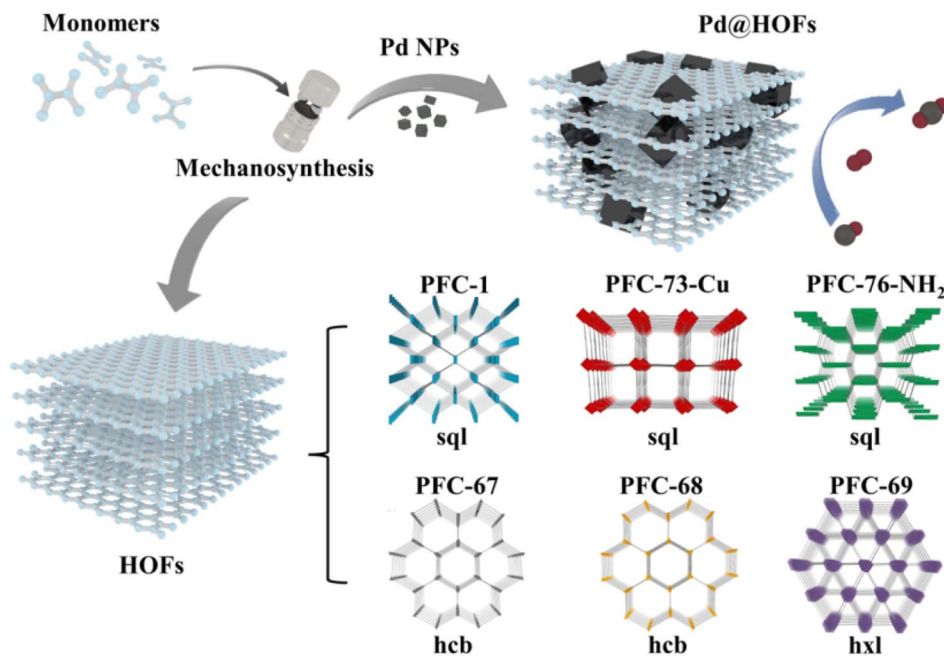 Monomers
Pd NPs
Pd@HOFs
Mechanosynthesis
PFC-1
PFC-73-Cu
PFC-76-NH₂
sql
sql
sql
PFC-67
PFC-68
PFC-69
HOFs
hcb
hcb
hxl